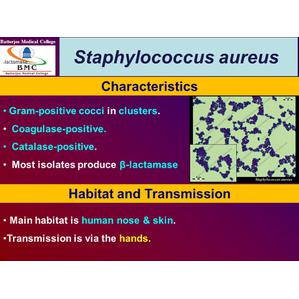 Batterjee Medical College
Staphylococcus aureus
BMC
Batterjee Medical College
Characteristics
• Gram-positive cocci in clusters.
• Coagulase-positive.
• Catalase-positive.
• Most isolates produce β-lactamase
Staphylococcus aureus
Habitat and Transmission
• Main habitat is human nose & skin.
•Transmission is via the hands.